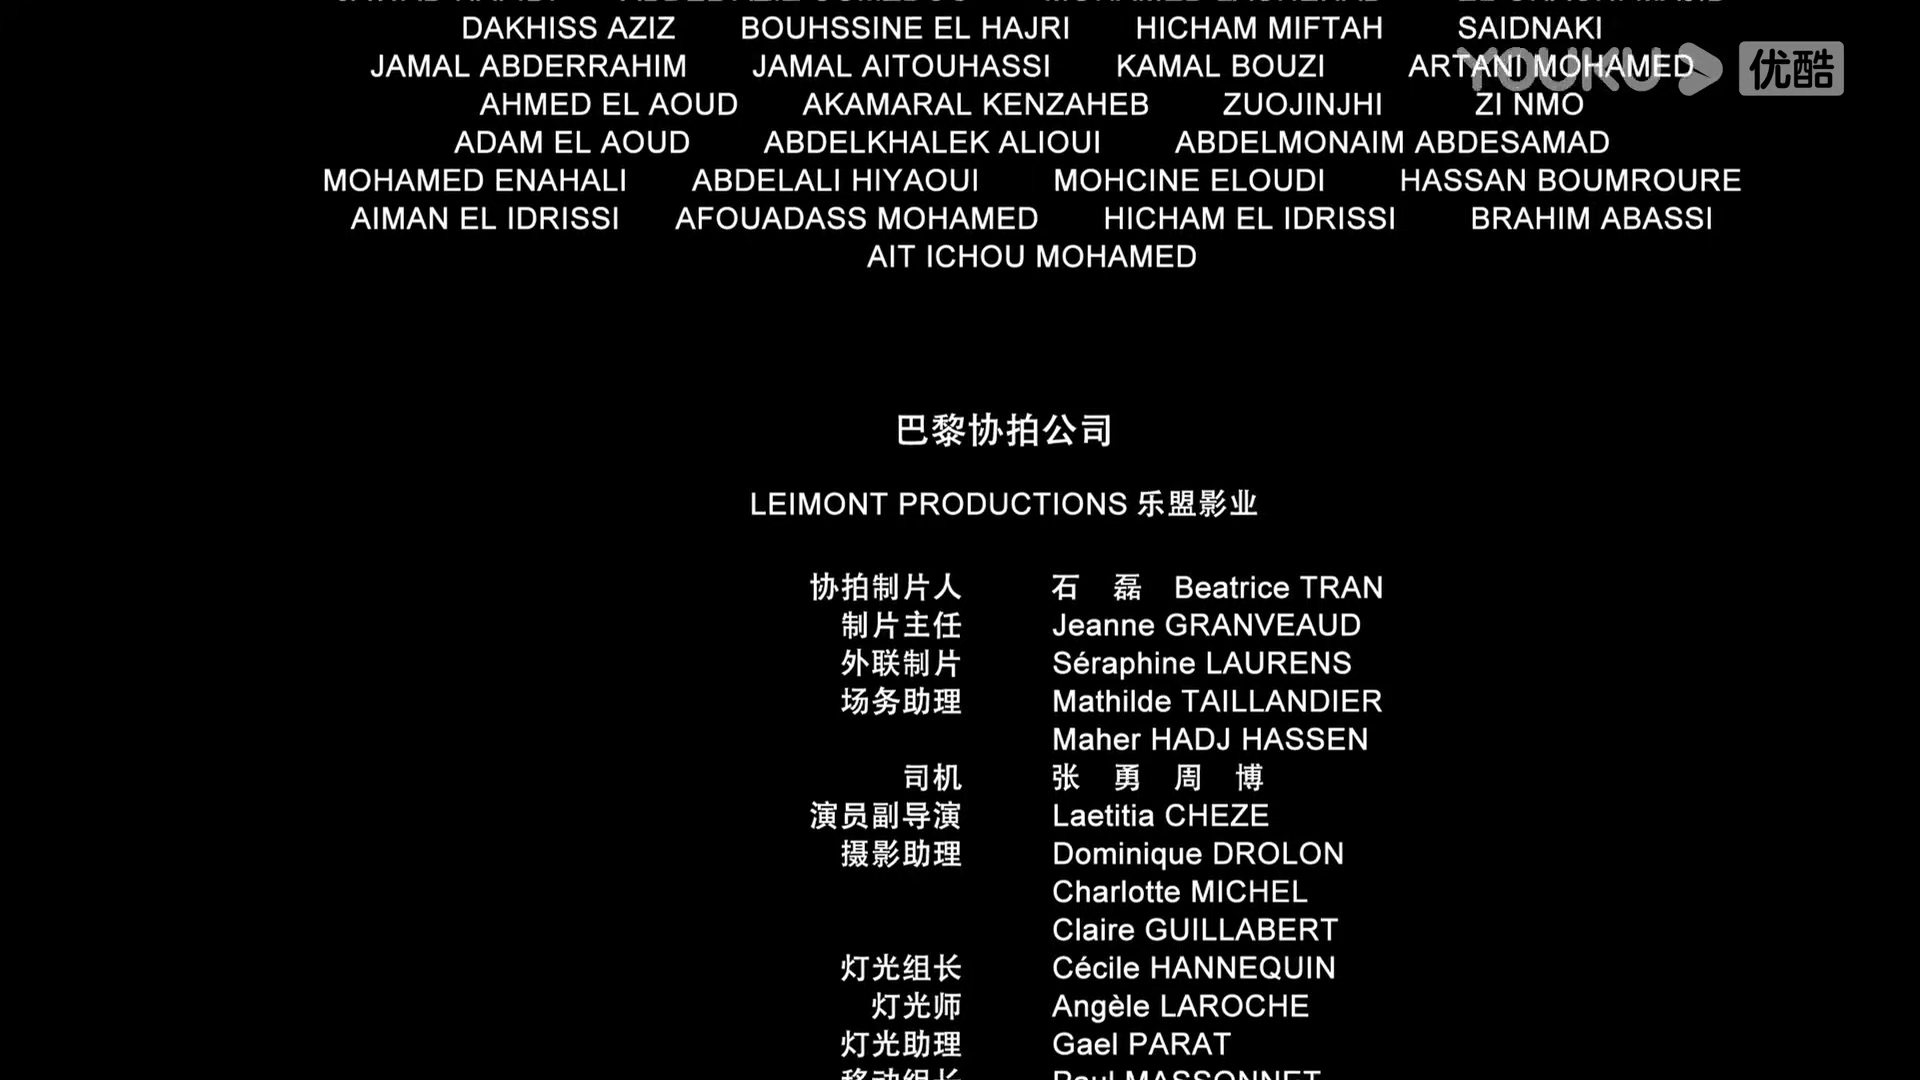 DAKHISS AZIZ BOUHSSINE EL HAJRI HICHAM MIFTAH SAIDNAKI
YOUKU 优酷
JAMAL ABDERRAHIM JAMAL AITOUHASSI KAMAL BOUZI ARTANI MOHAMED
AHMED EL AOUD AKAMARAL KENZAHEB ZUOJINJHI ZI NMO
ADAM EL AOUD ABDELKHALEK ALIOUI ABDELMONAIM ABDESAMAD
MOHAMED ENAHALI ABDELALI HIYAOUI MOHCINE ELOUDI HASSAN BOUMROURE
AIMAN EL IDRISSI AFOUADASS MOHAMED HICHAM EL IDRISSI BRAHIM ABASSI
AIT ICHOU MOHAMED
巴黎协拍公司
LEIMONT PRODUCTIONS 乐盟影业
协拍制片人 石 磊 Beatrice TRAN
制片主任 Jeanne GRANVEAUD
外联制片 Séraphine LAURENS
场务助理 Mathilde TAILLANDIER
Maher HADJ HASSEN
司机 张 勇 周 博
演员副导演 Laetitia CHEZE
摄影助理 Dominique DROLON
Charlotte MICHEL
Claire GUILLABERT
灯光组长 Cécile HANNEQUIN
灯光师 Angèle LAROCHE
灯光助理 Gael PARAT
移动组长 Paul MASSONNET